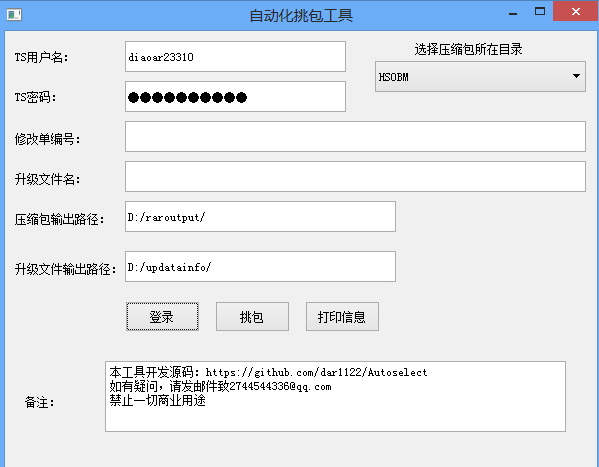 自动化挑包工具
TS用户名：
diaoar23310
选择压缩包所在目录
HSOBM
TS密码：
●●●●●●●●●●
修改单编号：
升级文件名：
压缩包输出路径：
D:/raroutput/
升级文件输出路径：
D:/updatainfo/
登录
挑包
打印信息
备注：
本工具开发源码：https://github.com/dar1122/Autoselect
如有疑问，请发邮件致2744544336@qq.com
禁止一切商业用途